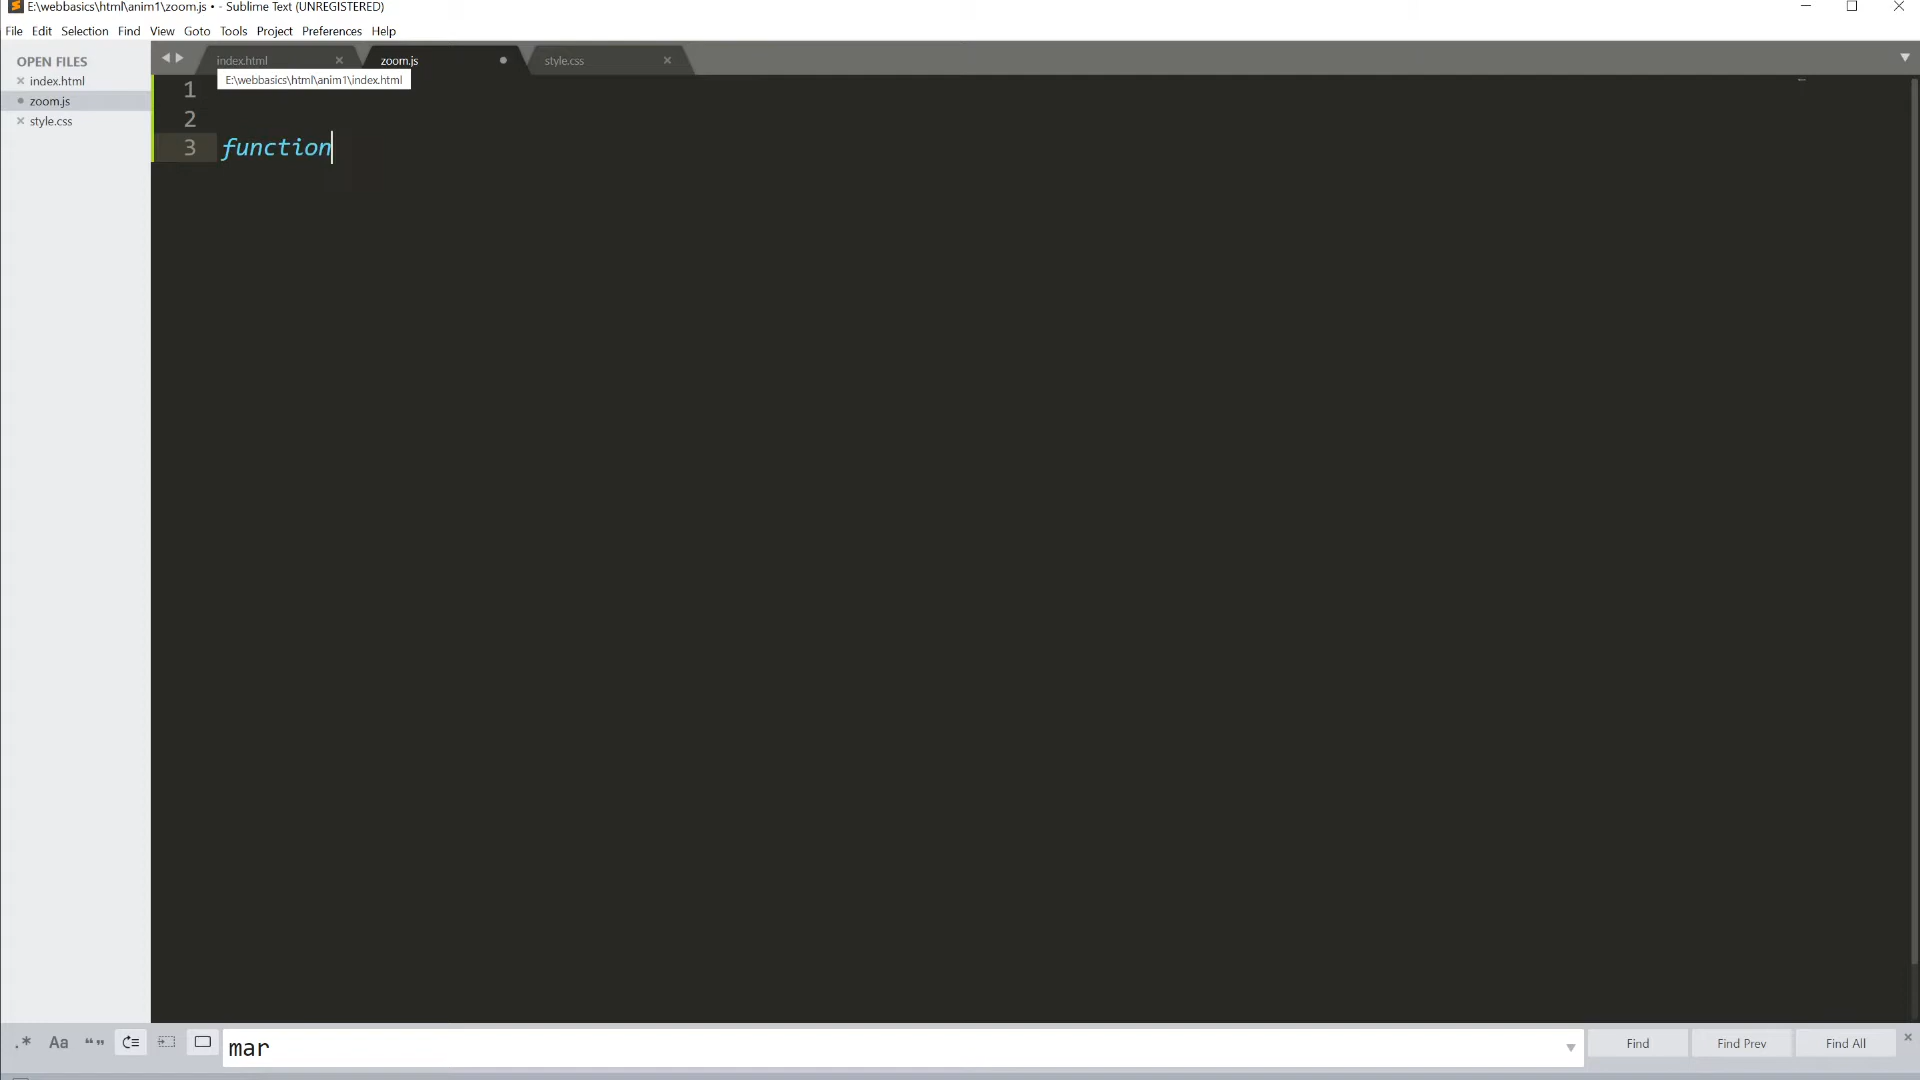 E:\webbasics\html\anim1\zoom.js • - Sublime Text (UNREGISTERED)
File Edit Selection Find View Goto Tools Project Preferences Help
OPEN FILES
index.html
zoom.js
style.css
index.html zoom.js style.css
E:\webbasics\html\anim1\index.html
1
2
3 function
.* Aa “” mar Find Find Prev Find All